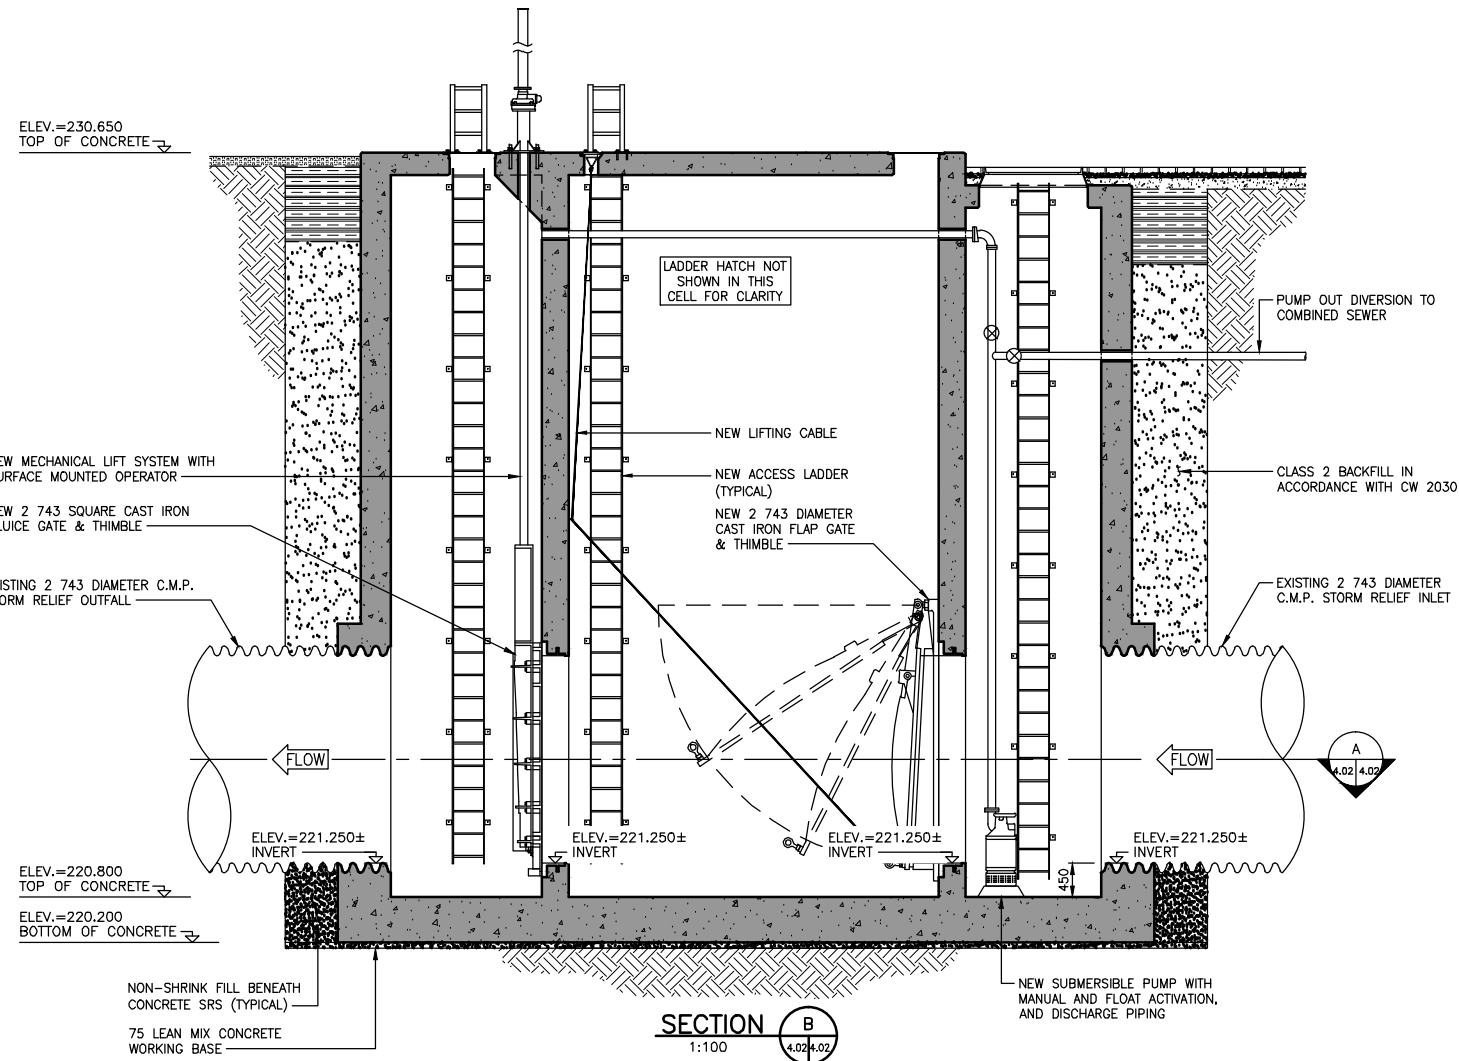 ELEV.=230.650
TOP OF CONCRETE
LADDER HATCH NOT
SHOWN IN THIS
CELL FOR CLARITY
PUMP OUT DIVERSION TO
COMBINED SEWER
NEW LIFTING CABLE
EW MECHANICAL LIFT SYSTEM WITH
URFACE MOUNTED OPERATOR
NEW ACCESS LADDER
(TYPICAL)
CLASS 2 BACKFILL IN
ACCORDANCE WITH CW 2030
EW 2 743 SQUARE CAST IRON
LUICE GATE & THIMBLE
NEW 2 743 DIAMETER
CAST IRON FLAP GATE
& THIMBLE
ISTING 2 743 DIAMETER C.M.P.
ORM RELIEF OUTFALL
EXISTING 2 743 DIAMETER
C.M.P. STORM RELIEF INLET
FLOW
FLOW
A
4.02 4.02
ELEV.=221.250±
INVERT
ELEV.=221.250±
INVERT
ELEV.=221.250±
INVERT
ELEV.=221.250±
INVERT
450
ELEV.=220.800
TOP OF CONCRETE
ELEV.=220.200
BOTTOM OF CONCRETE
NON-SHRINK FILL BENEATH
CONCRETE SRS (TYPICAL)
75 LEAN MIX CONCRETE
WORKING BASE
NEW SUBMERSIBLE PUMP WITH
MANUAL AND FLOAT ACTIVATION,
AND DISCHARGE PIPING
SECTION B
1:100 4.02 4.02